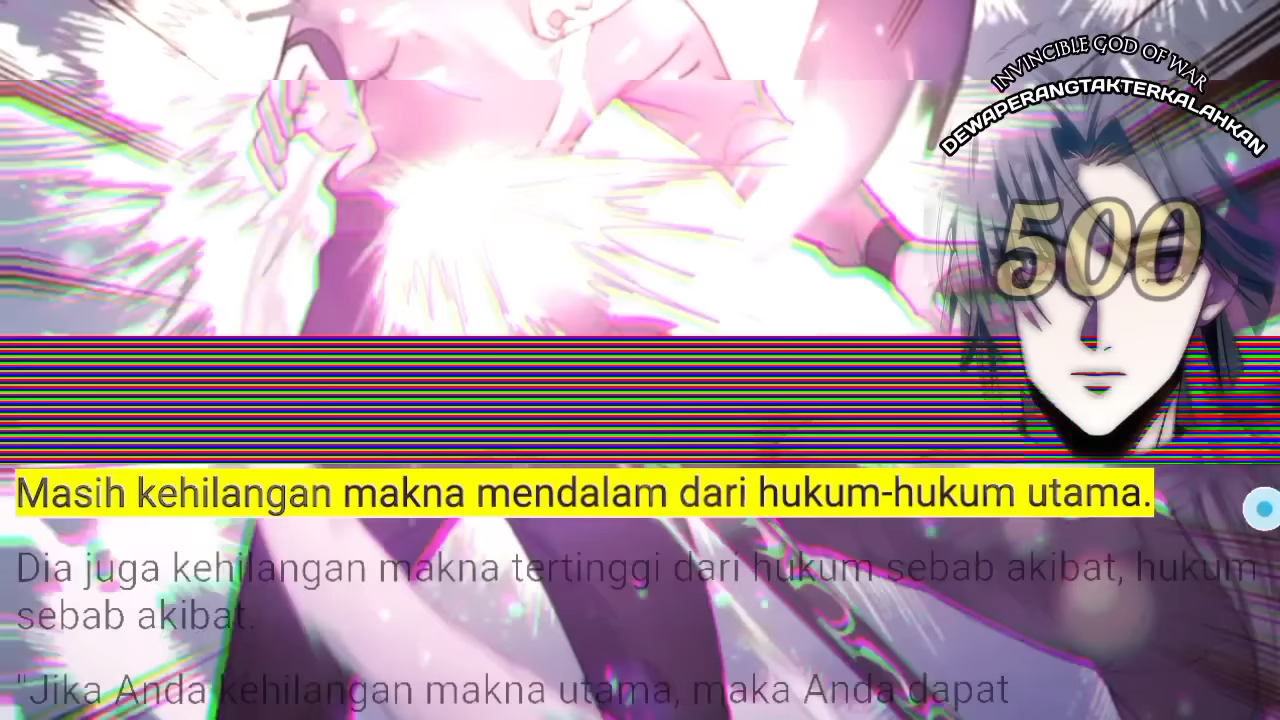 INVINCIBLE GOD OF WAR
DEWAPERANGTAKTERKALAHKAN
500
Masih kehilangan makna mendalam dari hukum-hukum utama.
Dia juga kehilangan makna tertinggi dari hukum sebab akibat, hukum
sebab akibat.
"Jika Anda kehilangan makna utama, maka Anda dapat